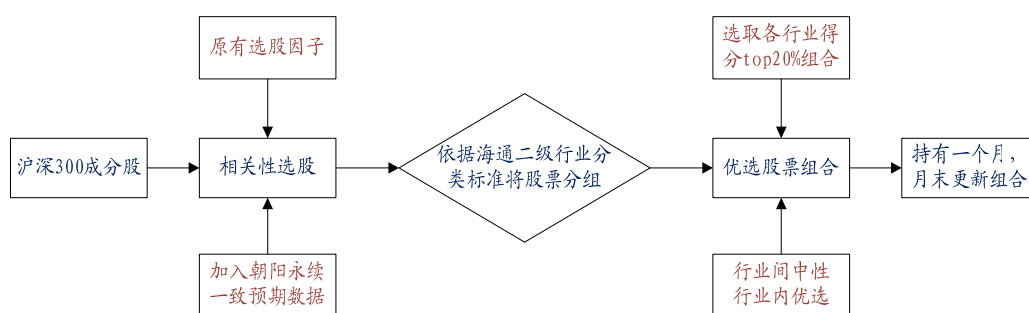 原有选股因子
选取各行业得
分top20%组合
沪深300成分股
相关性选股
依据海通二级行业分
类标准将股票分组
优选股票组合
持有一个月，
月末更新组合
加入朝阳永续
一致预期数据
行业间中性
行业内优选